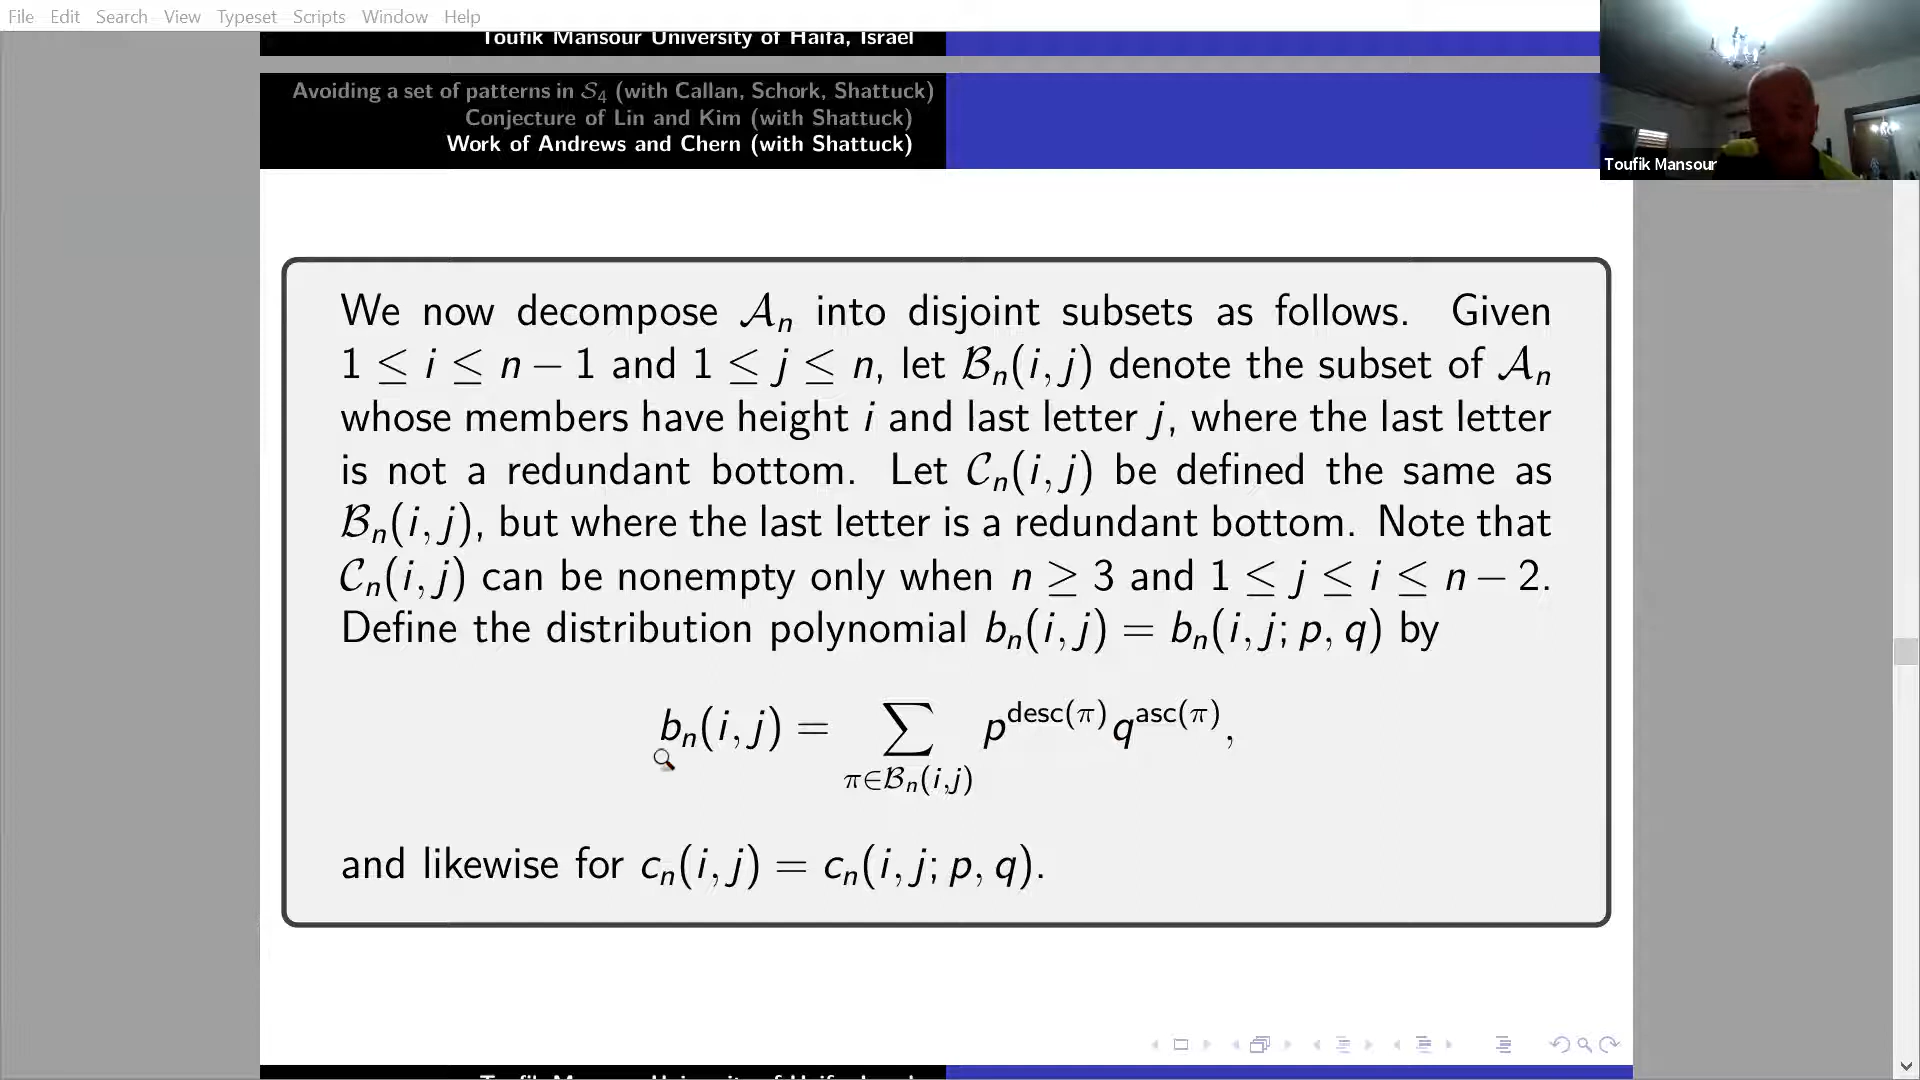 File Edit Search View Typeset Scripts Window Help
Toufik Mansour University of Haifa, Israel
Avoiding a set of patterns in 𝒮₄ (with Callan, Schork, Shattuck)
Conjecture of Lin and Kim (with Shattuck)
Work of Andrews and Chern (with Shattuck)
Toufik Mansour
We now decompose 𝒜ₙ into disjoint subsets as follows. Given
1 ≤ i ≤ n − 1 and 1 ≤ j ≤ n, let ℬₙ(i, j) denote the subset of 𝒜ₙ
whose members have height i and last letter j, where the last letter
is not a redundant bottom. Let 𝒞ₙ(i, j) be defined the same as
ℬₙ(i, j), but where the last letter is a redundant bottom. Note that
𝒞ₙ(i, j) can be nonempty only when n ≥ 3 and 1 ≤ j ≤ i ≤ n − 2.
Define the distribution polynomial bₙ(i, j) = bₙ(i, j; p, q) by
bₙ(i, j) = ∑_{π∈ℬₙ(i,j)} p^{desc(π)} q^{asc(π)},
and likewise for cₙ(i, j) = cₙ(i, j; p, q).